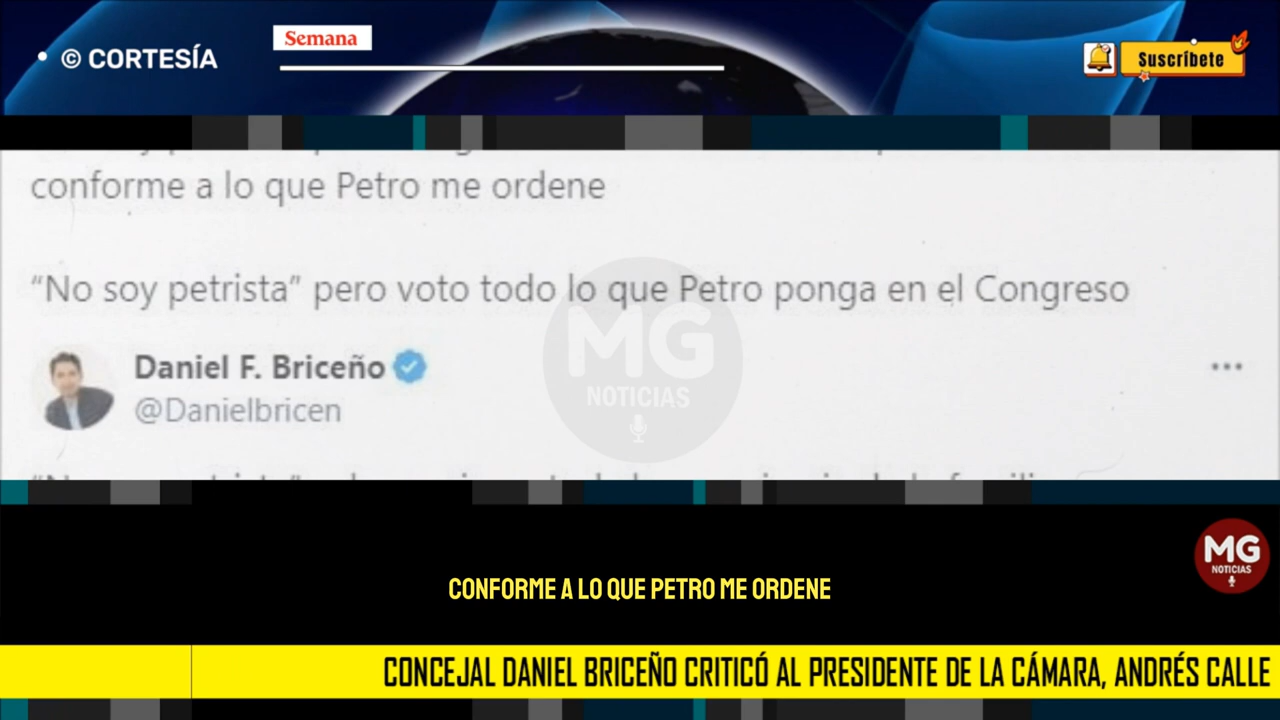 © CORTESÍA
Semana
Suscríbete
conforme a lo que Petro me ordene
“No soy petrista” pero voto todo lo que Petro ponga en el Congreso
MG
NOTICIAS
Daniel F. Briceño
@Danielbricen
MG
NOTICIAS
CONFORME A LO QUE PETRO ME ORDENE
CONCEJAL DANIEL BRICEÑO CRITICÓ AL PRESIDENTE DE LA CÁMARA, ANDRÉS CALLE